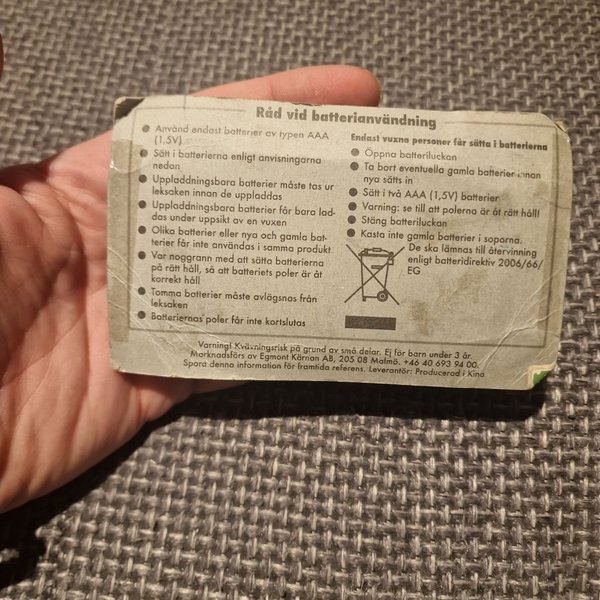 Råd vid batterianvändning
Använd endast batterier av typen AAA
(1,5V)
Sätt i batterierna enligt anvisningarna
nedan
Uppladdningsbara batterier måste tas ur
leksaken innan de uppladdas
Uppladdningsbara batterier får bara lad-
das under uppsikt av en vuxen
Olika batterier eller nya och gamla bat-
terier får inte användas i samma produkt
Var noggrann med att sätta batterierna
på rätt håll, så att batteriets poler är åt
korrekt håll
Tomma batterier måste avlägsnas från
leksaken
Batteriernas poler får inte kortslutas
Endast vuxna personer får sätta i batterierna
Öppna batteriluckan
Ta bort eventuella gamla batterier innan
nya sätts in
Sätt i två AAA (1,5V) batterier
Varning: se till att polerna är åt rätt håll!
Stäng batteriluckan
Kasta inte gamla batterier i soporna.
De ska lämnas till återvinning
enligt batteridirektiv 2006/66/
EG
Varning! Kvävningsrisk på grund av små delar. Ej för barn under 3 år.
Marknadsförs av Egmont Kärnan AB, 205 08 Malmö. +46 40 693 94 00.
Spara denna information för framtida referens. Leverantör: Producerad i Kina